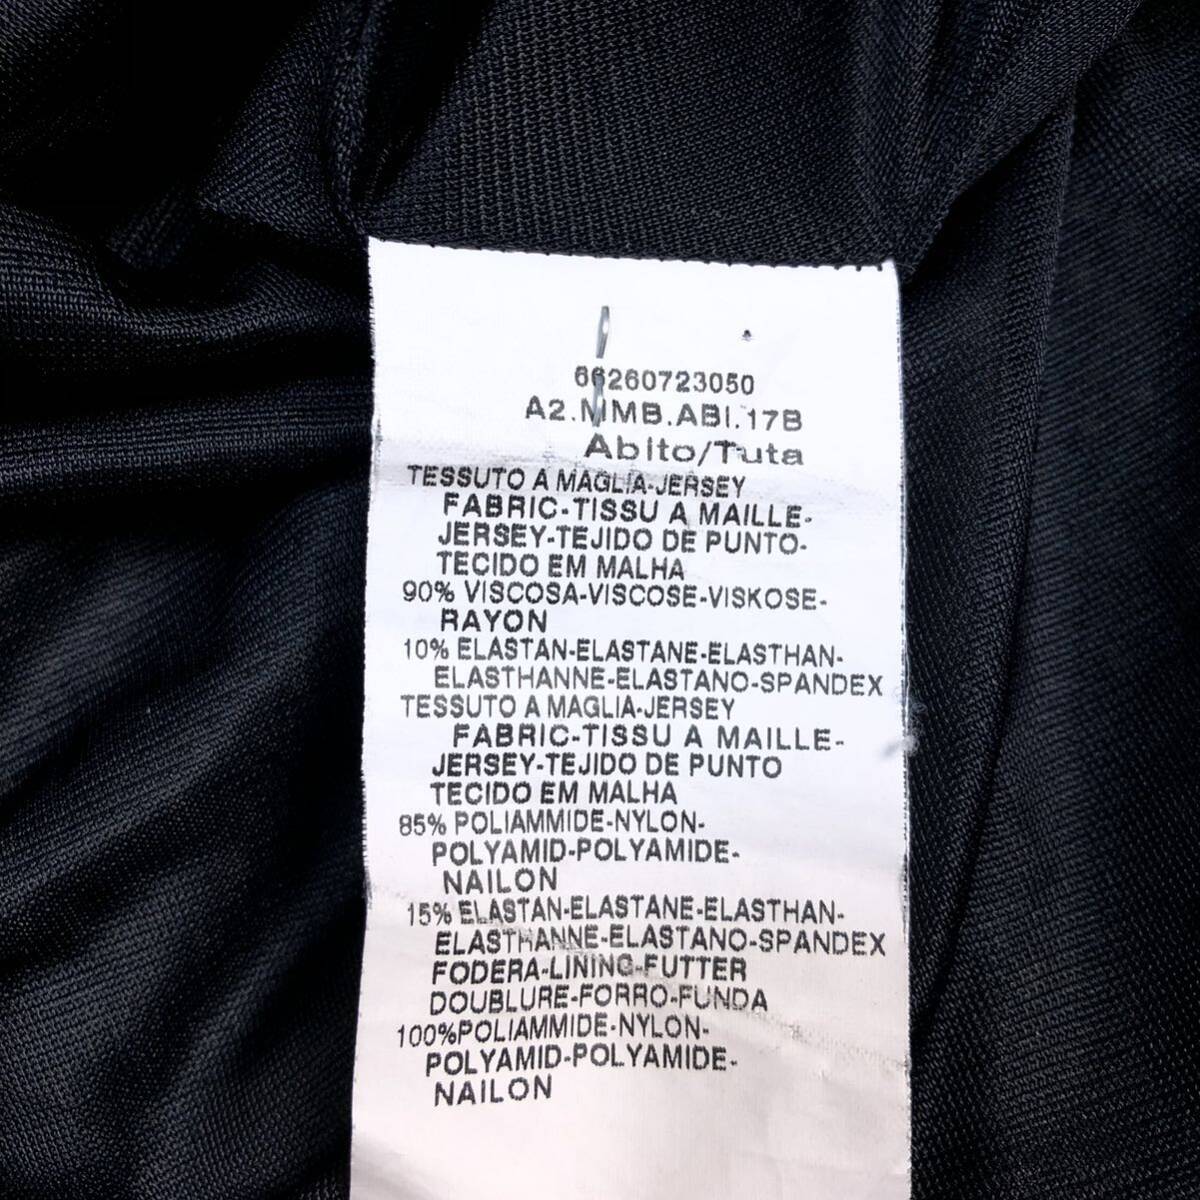 66260723050
A2.MMB.ABI.17B
Abito/Tuta
TESSUTO A MAGLIA-JERSEY
FABRIC-TISSU A MAILLE-
JERSEY-TEJIDO DE PUNTO-
TECIDO EM MALHA
90% VISCOSA-VISCOSE-VISKOSE-
RAYON
10% ELASTAN-ELASTANE-ELASTHAN-
ELASTHANNE-ELASTANO-SPANDEX
TESSUTO A MAGLIA-JERSEY
FABRIC-TISSU A MAILLE-
JERSEY-TEJIDO DE PUNTO
TECIDO EM MALHA
85% POLIAMMIDE-NYLON-
POLYAMID-POLYAMIDE-
NAILON
15% ELASTAN-ELASTANE-ELASTHAN-
ELASTHANNE-ELASTANO-SPANDEX
FODERA-LINING-FUTTER
DOUBLURE-FORRO-FUNDA
100%POLIAMMIDE-NYLON-
POLYAMID-POLYAMIDE-
NAILON